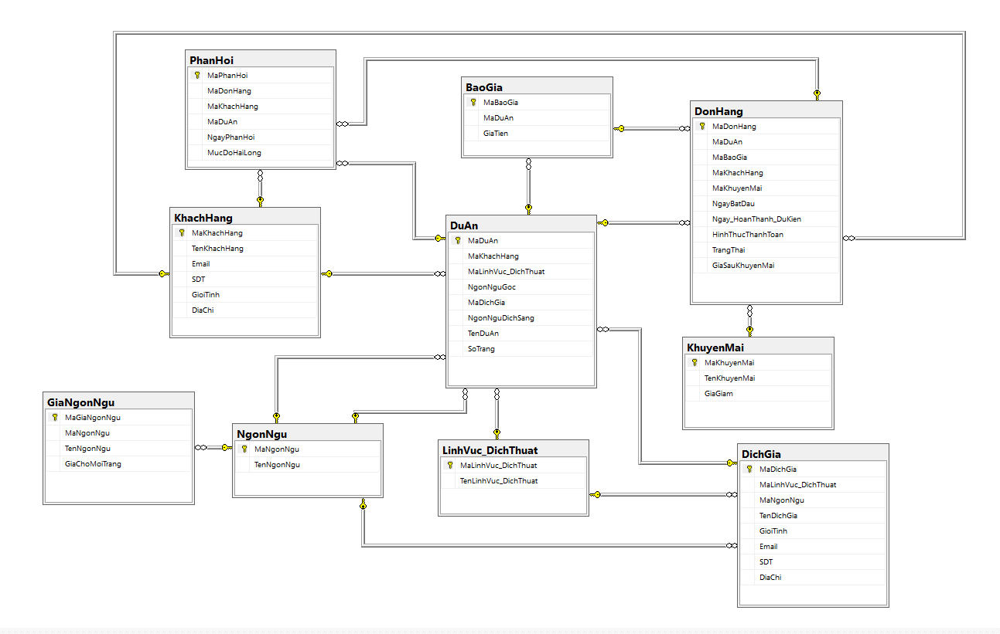 PhanHoi
MaPhanHoi
MaDonHang
MaKhachHang
MaDuAn
NgayPhanHoi
MucDoHaiLong
BaoGia
MaBaoGia
MaDuAn
GiaTien
DonHang
MaDonHang
MaDuAn
MaBaoGia
MaKhachHang
MaKhuyenMai
NgayBatDau
Ngay_HoanThanh_DuKien
HinhThucThanhToan
TrangThai
GiaSauKhuyenMai
KhachHang
MaKhachHang
TenKhachHang
Email
SDT
GioiTinh
DiaChi
DuAn
MaDuAn
MaKhachHang
MaLinhVuc_DichThuat
NgonNguGoc
MaDichGia
NgonNguDichSang
TenDuAn
SoTrang
KhuyenMai
MaKhuyenMai
TenKhuyenMai
GiaGiam
GiaNgonNgu
MaGiaNgonNgu
MaNgonNgu
TenNgonNgu
GiaChoMoiTrang
NgonNgu
MaNgonNgu
TenNgonNgu
LinhVuc_DichThuat
MaLinhVuc_DichThuat
TenLinhVuc_DichThuat
DichGia
MaDichGia
MaLinhVuc_DichThuat
MaNgonNgu
TenDichGia
GioiTinh
Email
SDT
DiaChi